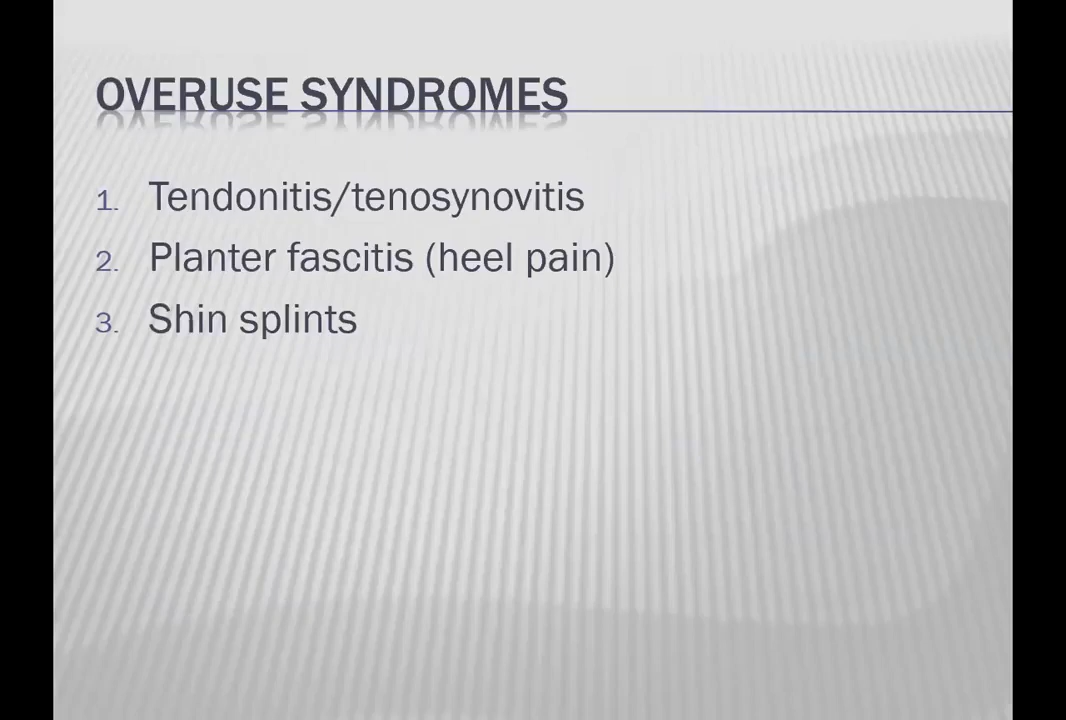 OVERUSE SYNDROMES
1. Tendonitis/tenosynovitis
2. Planter fascitis (heel pain)
3. Shin splints